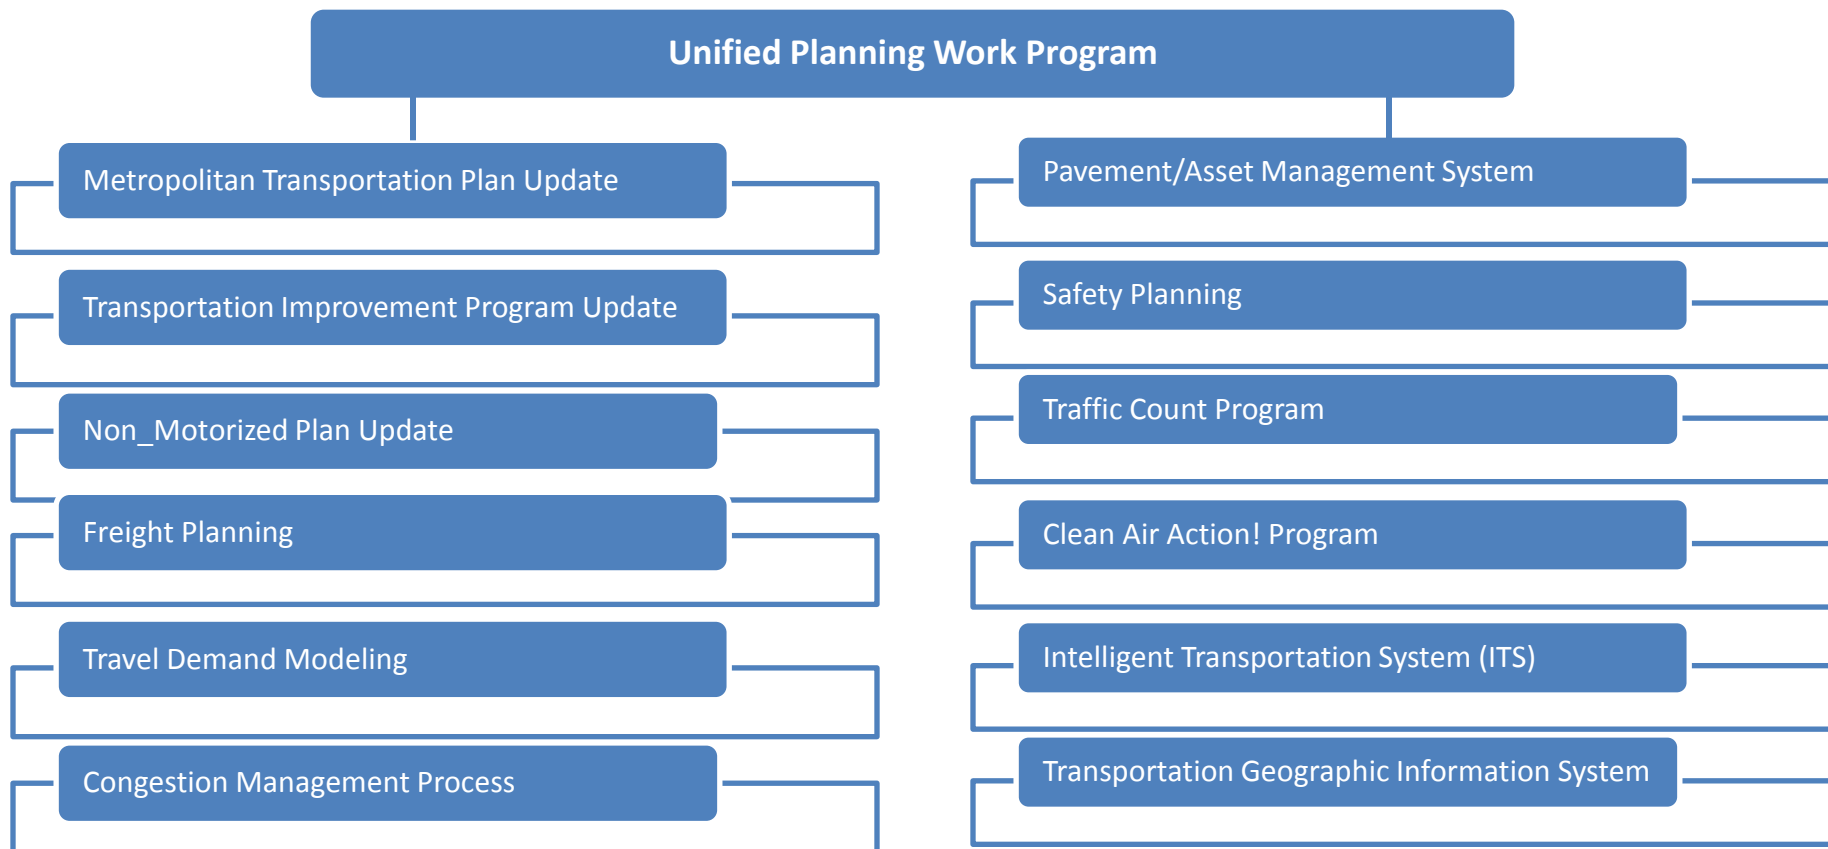 Unified Planning Work Program
Metropolitan Transportation Plan Update
Transportation Improvement Program Update
Non_Motorized Plan Update
Freight Planning
Travel Demand Modeling
Congestion Management Process
Pavement/Asset Management System
Safety Planning
Traffic Count Program
Clean Air Action! Program
Intelligent Transportation System (ITS)
Transportation Geographic Information System